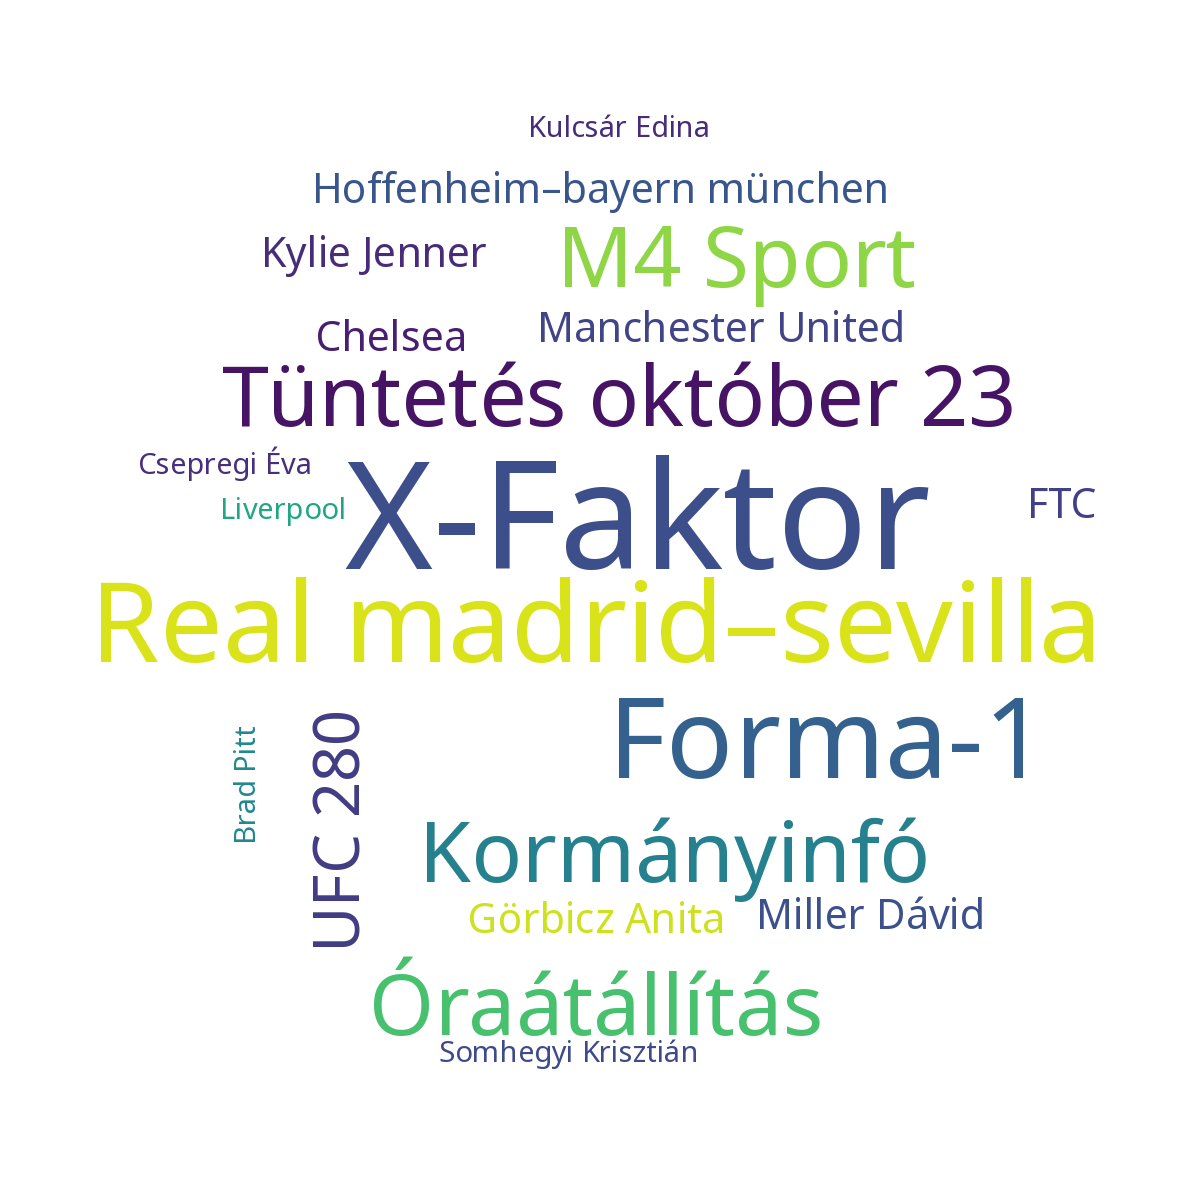 Kulcsár Edina
Hoffenheim–bayern münchen
Kylie Jenner
M4 Sport
Chelsea
Manchester United
Tüntetés október 23
Csepregi Éva
X-Faktor
Liverpool
FTC
Real madrid–sevilla
Forma-1
Brad Pitt
UFC 280
Kormányinfó
Görbicz Anita
Miller Dávid
Óraátállítás
Somhegyi Krisztián